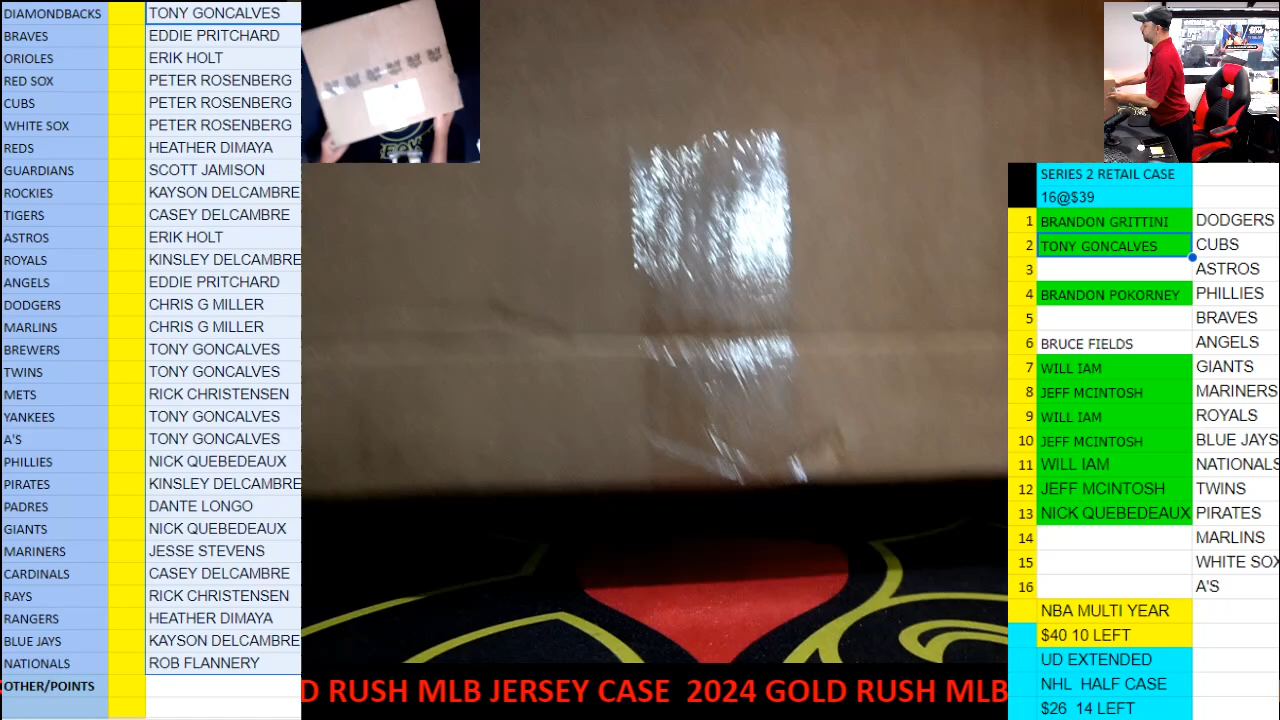 DIAMONDBACKS TONY GONCALVES
BRAVES EDDIE PRITCHARD
ORIOLES ERIK HOLT
RED SOX PETER ROSENBERG
CUBS PETER ROSENBERG
WHITE SOX PETER ROSENBERG
REDS HEATHER DIMAYA
GUARDIANS SCOTT JAMISON
ROCKIES KAYSON DELCAMBRE
TIGERS CASEY DELCAMBRE
ASTROS ERIK HOLT
ROYALS KINSLEY DELCAMBRE
ANGELS EDDIE PRITCHARD
DODGERS CHRIS G MILLER
MARLINS CHRIS G MILLER
BREWERS TONY GONCALVES
TWINS TONY GONCALVES
METS RICK CHRISTENSEN
YANKEES TONY GONCALVES
A'S TONY GONCALVES
PHILLIES NICK QUEBEDEAUX
PIRATES KINSLEY DELCAMBRE
PADRES DANTE LONGO
GIANTS NICK QUEBEDEAUX
MARINERS JESSE STEVENS
CARDINALS CASEY DELCAMBRE
RAYS RICK CHRISTENSEN
RANGERS HEATHER DIMAYA
BLUE JAYS KAYSON DELCAMBRE
NATIONALS ROB FLANNERY
OTHER/POINTS
SERIES 2 RETAIL CASE
16@$39
1 BRANDON GRITTINI DODGERS
2 TONY GONCALVES CUBS
3 ASTROS
4 BRANDON POKORNEY PHILLIES
5 BRAVES
6 BRUCE FIELDS ANGELS
7 WILL IAM GIANTS
8 JEFF MCINTOSH MARINERS
9 WILL IAM ROYALS
10 JEFF MCINTOSH BLUE JAYS
11 WILL IAM NATIONALS
12 JEFF MCINTOSH TWINS
13 NICK QUEBEDEAUX PIRATES
14 MARLINS
15 WHITE SOX
16 A'S
NBA MULTI YEAR
$40 10 LEFT
UD EXTENDED
NHL HALF CASE
$26 14 LEFT
D RUSH MLB JERSEY CASE 2024 GOLD RUSH MLB